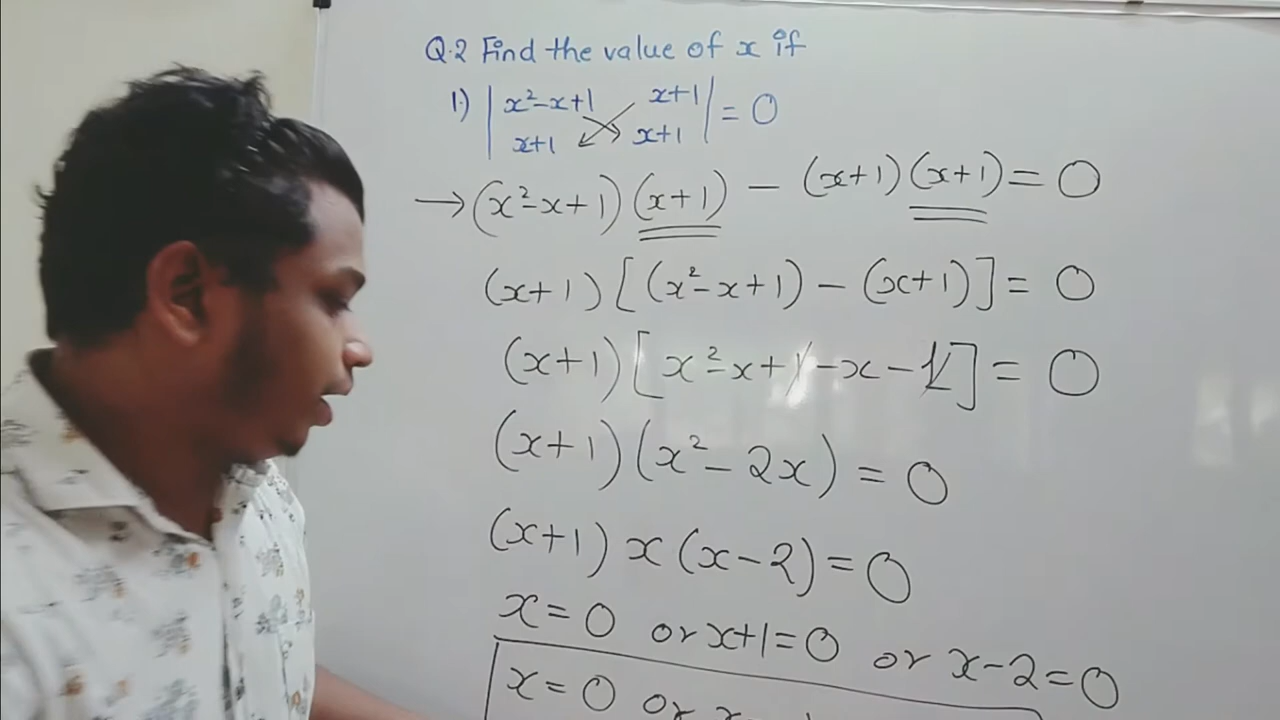 Q.2 Find the value of x if
1.) | x²-x+1 x+1 | = 0
x+1 x+1
→ (x²-x+1) (x+1) - (x+1) (x+1) = 0
(x+1) [(x²-x+1) - (x+1)] = 0
(x+1) [x²-x+1-x-1] = 0
(x+1) (x²-2x) = 0
(x+1) x (x-2) = 0
x=0 or x+1=0 or x-2=0
x=0 or